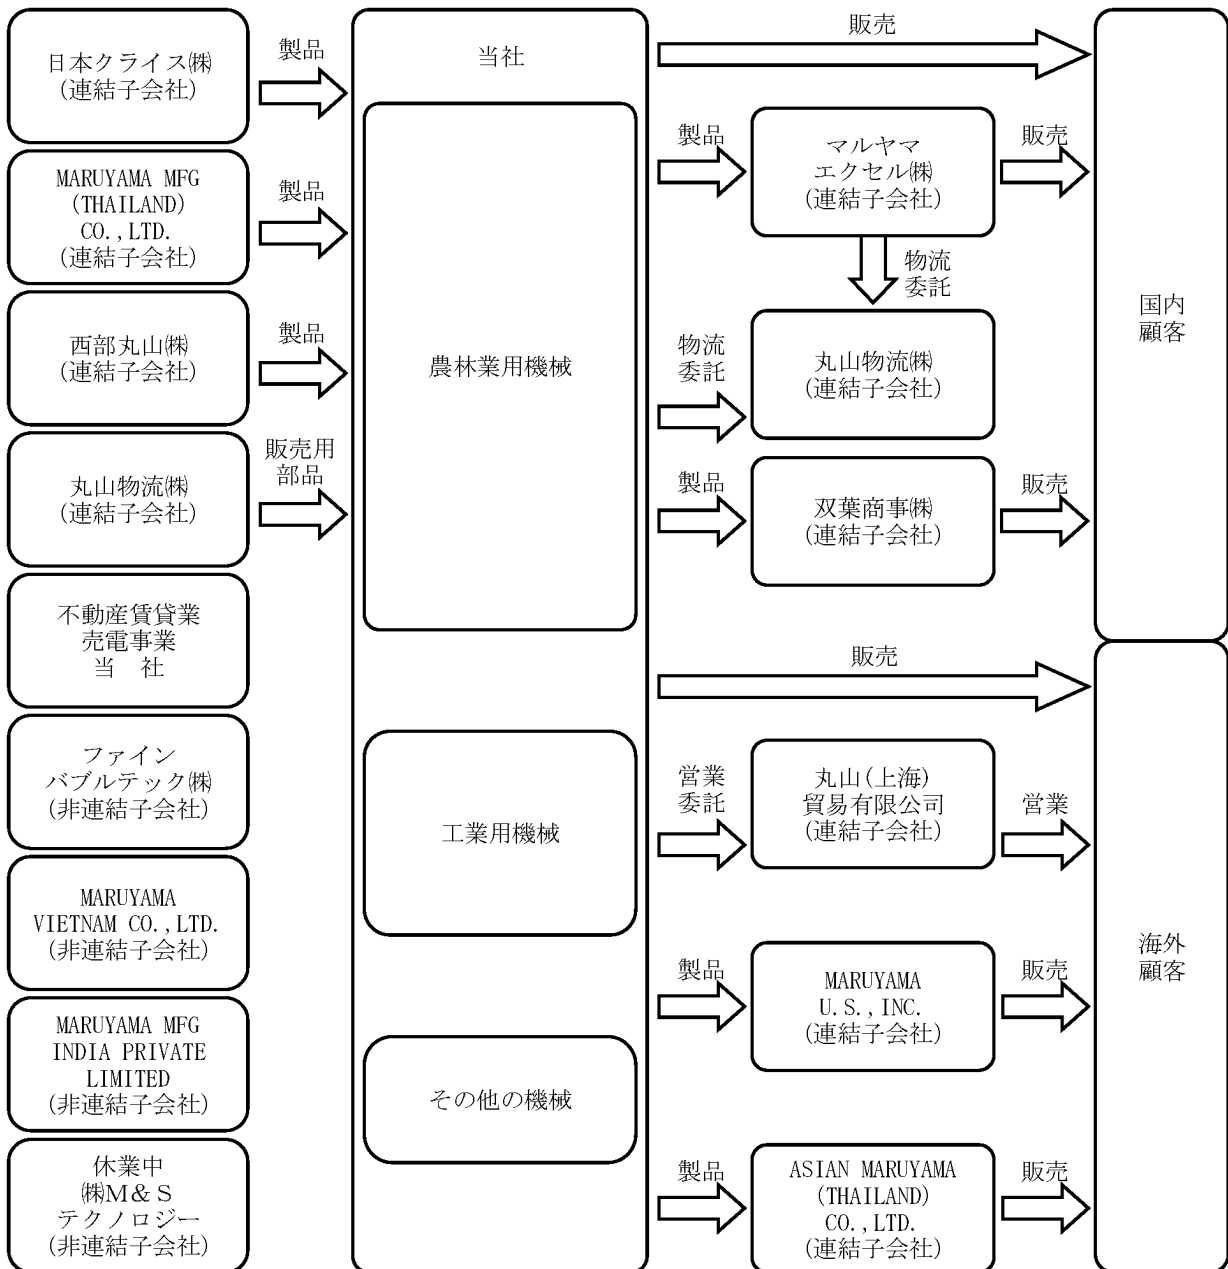 日本クライス㈱
(連結子会社)
製品
MARUYAMA MFG
(THAILAND)
CO.,LTD.
(連結子会社)
製品
西部丸山㈱
(連結子会社)
製品
丸山物流㈱
(連結子会社)
販売用
部品
不動産賃貸業
売電事業
当 社
ファイン
バブルテック㈱
(非連結子会社)
MARUYAMA
VIETNAM CO.,LTD.
(非連結子会社)
MARUYAMA MFG
INDIA PRIVATE
LIMITED
(非連結子会社)
休業中
㈱M&S
テクノロジー
(非連結子会社)
当社
農林業用機械
工業用機械
その他の機械
販売
製品
マルヤマ
エクセル㈱
(連結子会社)
販売
物流
委託
物流
委託
丸山物流㈱
(連結子会社)
製品
双葉商事㈱
(連結子会社)
販売
国内
顧客
販売
営業
委託
丸山(上海)
貿易有限公司
(連結子会社)
営業
製品
MARUYAMA
U.S.,INC.
(連結子会社)
販売
製品
ASIAN MARUYAMA
(THAILAND)
CO.,LTD.
(連結子会社)
販売
海外
顧客